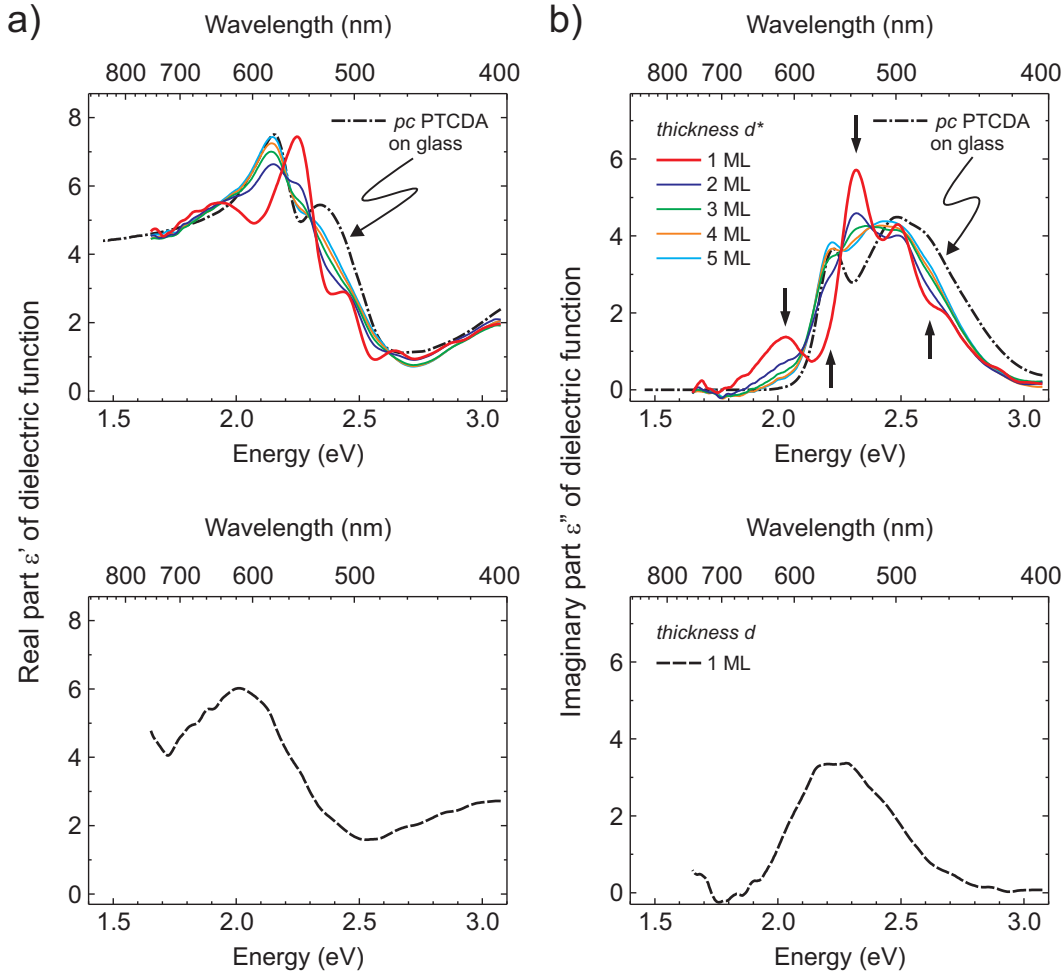 a)
Wavelength (nm)
800 700 600 500 400
8
6
4
2
0
pc PTCDA
on glass
1.5 2.0 2.5 3.0
Energy (eV)
Real part ε' of dielectric function
Wavelength (nm)
800 700 600 500 400
8
6
4
2
0
1.5 2.0 2.5 3.0
Energy (eV)
b)
Wavelength (nm)
800 700 600 500 400
6
4
2
0
thickness d*
1 ML
2 ML
3 ML
4 ML
5 ML
pc PTCDA
on glass
1.5 2.0 2.5 3.0
Energy (eV)
Imaginary part ε" of dielectric function
Wavelength (nm)
800 700 600 500 400
6
4
2
0
thickness d
1 ML
1.5 2.0 2.5 3.0
Energy (eV)